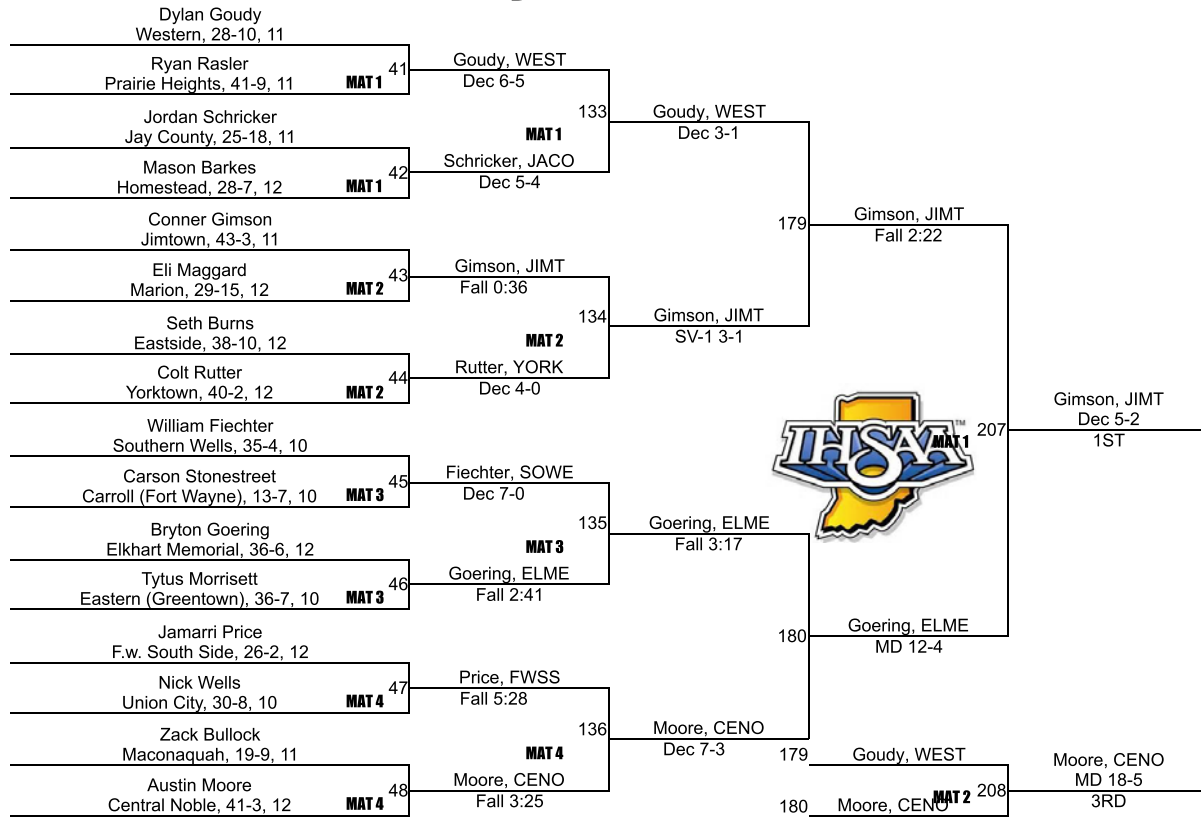 Dylan Goudy
Western, 28-10, 11
Ryan Rasler
Prairie Heights, 41-9, 11
MAT 1
41
Goudy, WEST
Dec 6-5
Jordan Schricker
Jay County, 25-18, 11
Mason Barkes
Homestead, 28-7, 12
MAT 1
42
Schricker, JACO
Dec 5-4
133
MAT 1
Goudy, WEST
Dec 3-1
Conner Gimson
Jimtown, 43-3, 11
Eli Maggard
Marion, 29-15, 12
MAT 2
43
Gimson, JIMT
Fall 0:36
Seth Burns
Eastside, 38-10, 12
Colt Rutter
Yorktown, 40-2, 12
MAT 2
44
Rutter, YORK
Dec 4-0
134
MAT 2
Gimson, JIMT
SV-1 3-1
179
Gimson, JIMT
Fall 2:22
William Fiechter
Southern Wells, 35-4, 10
Carson Stonestreet
Carroll (Fort Wayne), 13-7, 10
MAT 3
45
Fiechter, SOWE
Dec 7-0
Bryton Goering
Elkhart Memorial, 36-6, 12
Tytus Morrisett
Eastern (Greentown), 36-7, 10
MAT 3
46
Goering, ELME
Fall 2:41
135
MAT 3
Goering, ELME
Fall 3:17
Jamarri Price
F.w. South Side, 26-2, 12
Nick Wells
Union City, 30-8, 10
MAT 4
47
Price, FWSS
Fall 5:28
Zack Bullock
Maconaquah, 19-9, 11
Austin Moore
Central Noble, 41-3, 12
MAT 4
48
Moore, CENO
Fall 3:25
136
MAT 4
Moore, CENO
Dec 7-3
180
Goering, ELME
MD 12-4
IHSAA™
MAT 1
207
Gimson, JIMT
Dec 5-2
1ST
179
Goudy, WEST
180
Moore, CENO
MAT 2
208
Moore, CENO
MD 18-5
3RD